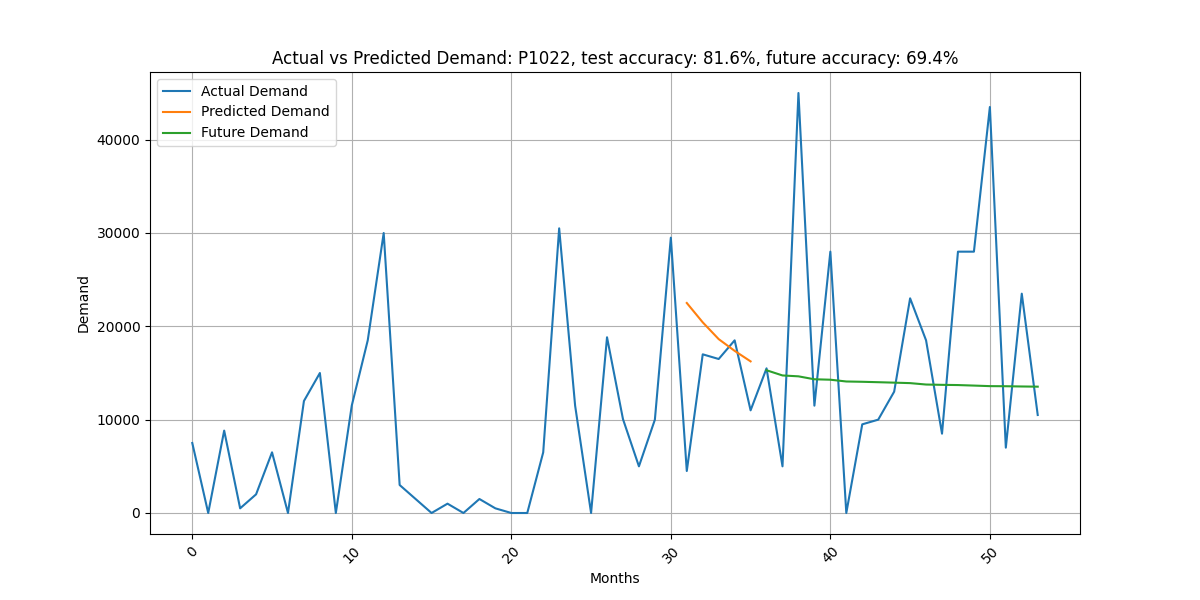 Actual vs Predicted Demand: P1022, test accuracy: 81.6%, future accuracy: 69.4%
Actual Demand
Predicted Demand
Future Demand
40000
30000
20000
10000
0
Demand
0
10
20
30
40
50
Months